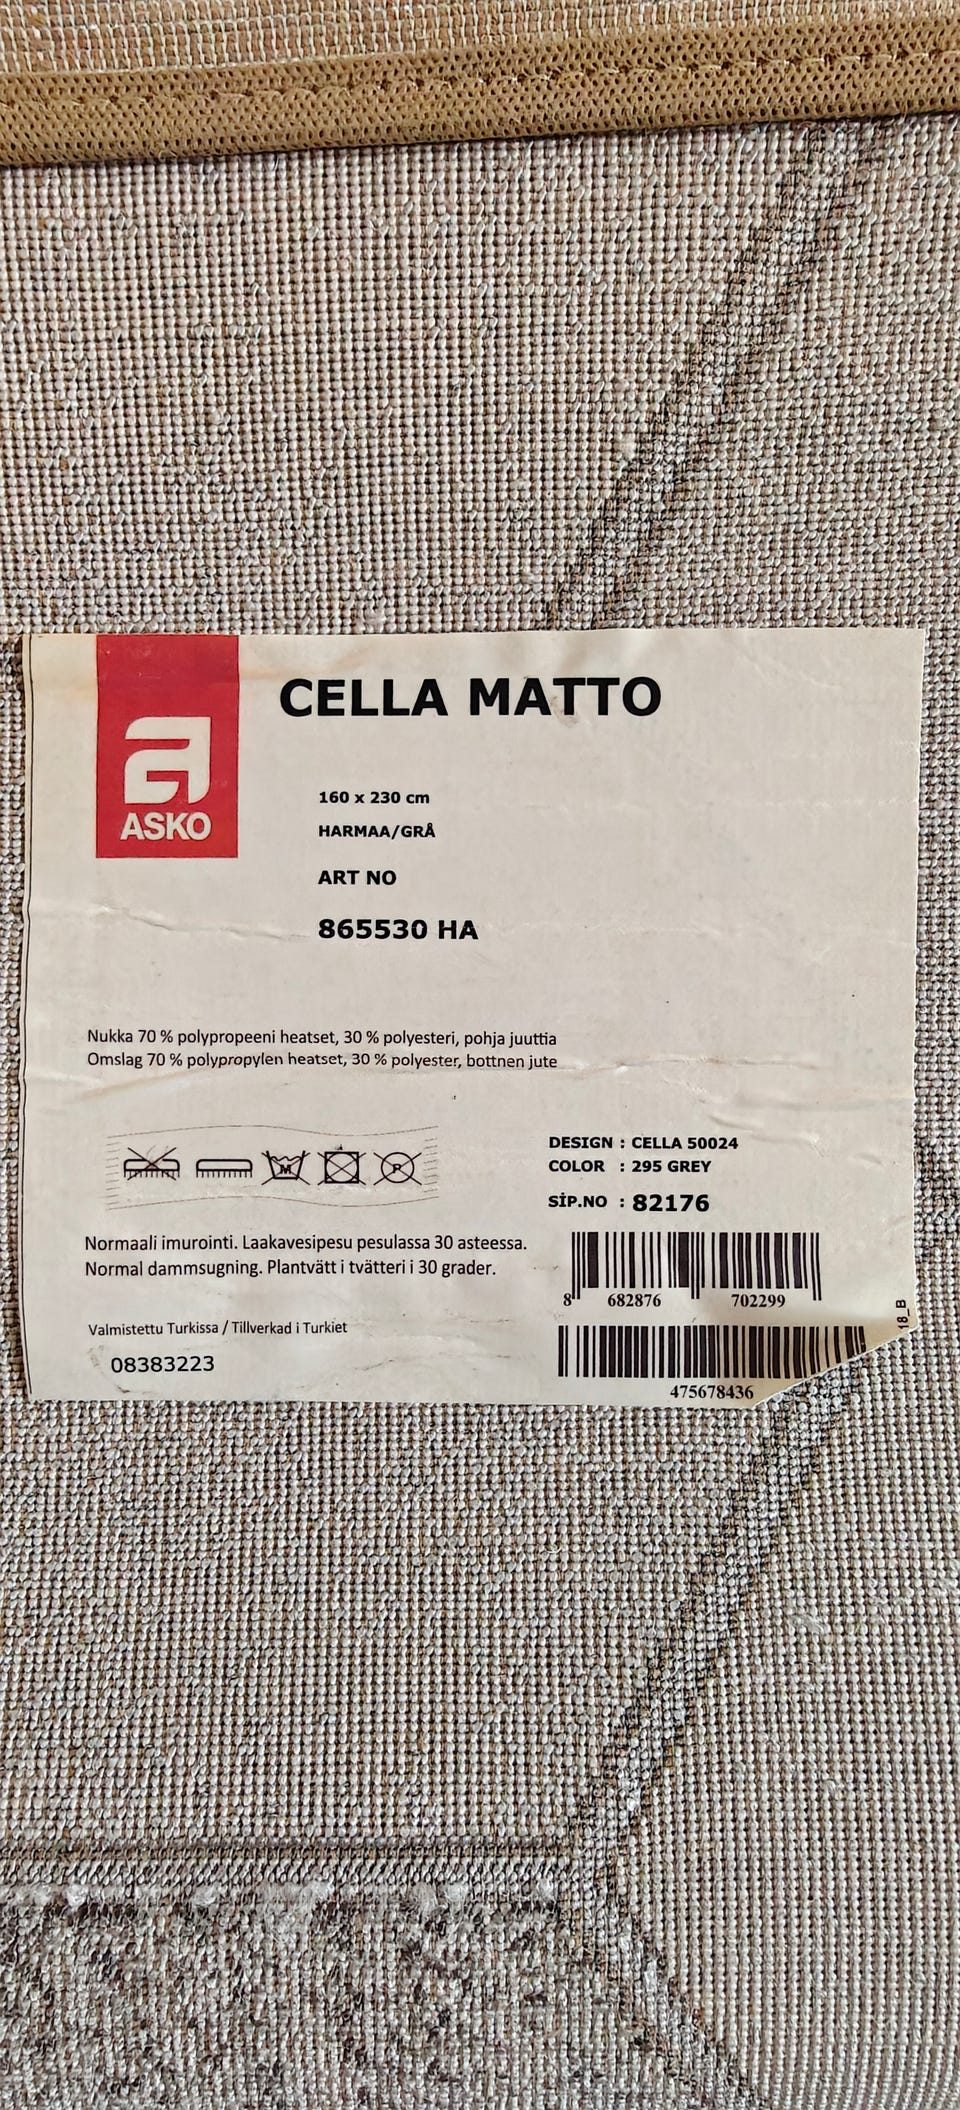 ASKO
CELLA MATTO
160 x 230 cm
HARMAA/GRÅ
ART NO
865530 HA
Nukka 70 % polypropeeni heatset, 30 % polyesteri, pohja juuttia
Omslag 70 % polypropylen heatset, 30 % polyester, bottnen jute
M
P
DESIGN : CELLA 50024
COLOR : 295 GREY
SİP.NO : 82176
Normaali imurointi. Laakavesipesu pesulassa 30 asteessa.
Normal dammsugning. Plantvätt i tvätteri i 30 grader.
8 682876 702299
Valmistettu Turkissa / Tillverkad i Turkiet
08383223
475678436
18_B